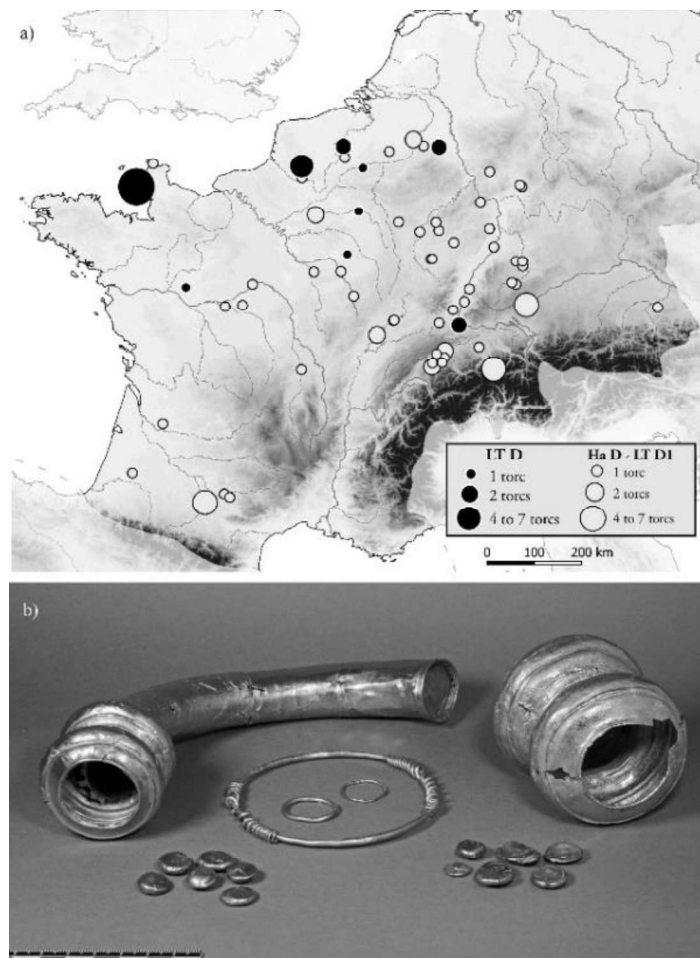 a)
LT D
1 torc
2 torcs
4 to 7 torcs
Ha D - LT D1
1 torc
2 torcs
4 to 7 torcs
0 100 200 km
b)